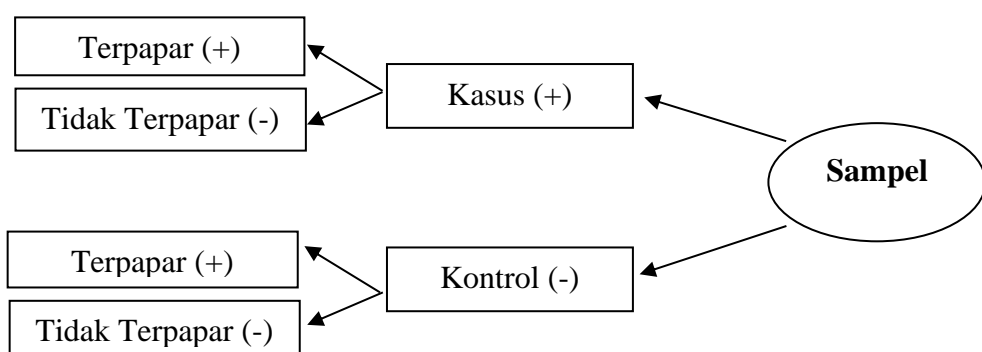 Terpapar (+)
Tidak Terpapar (-)
Kasus (+)
Sampel
Terpapar (+)
Tidak Terpapar (-)
Kontrol (-)